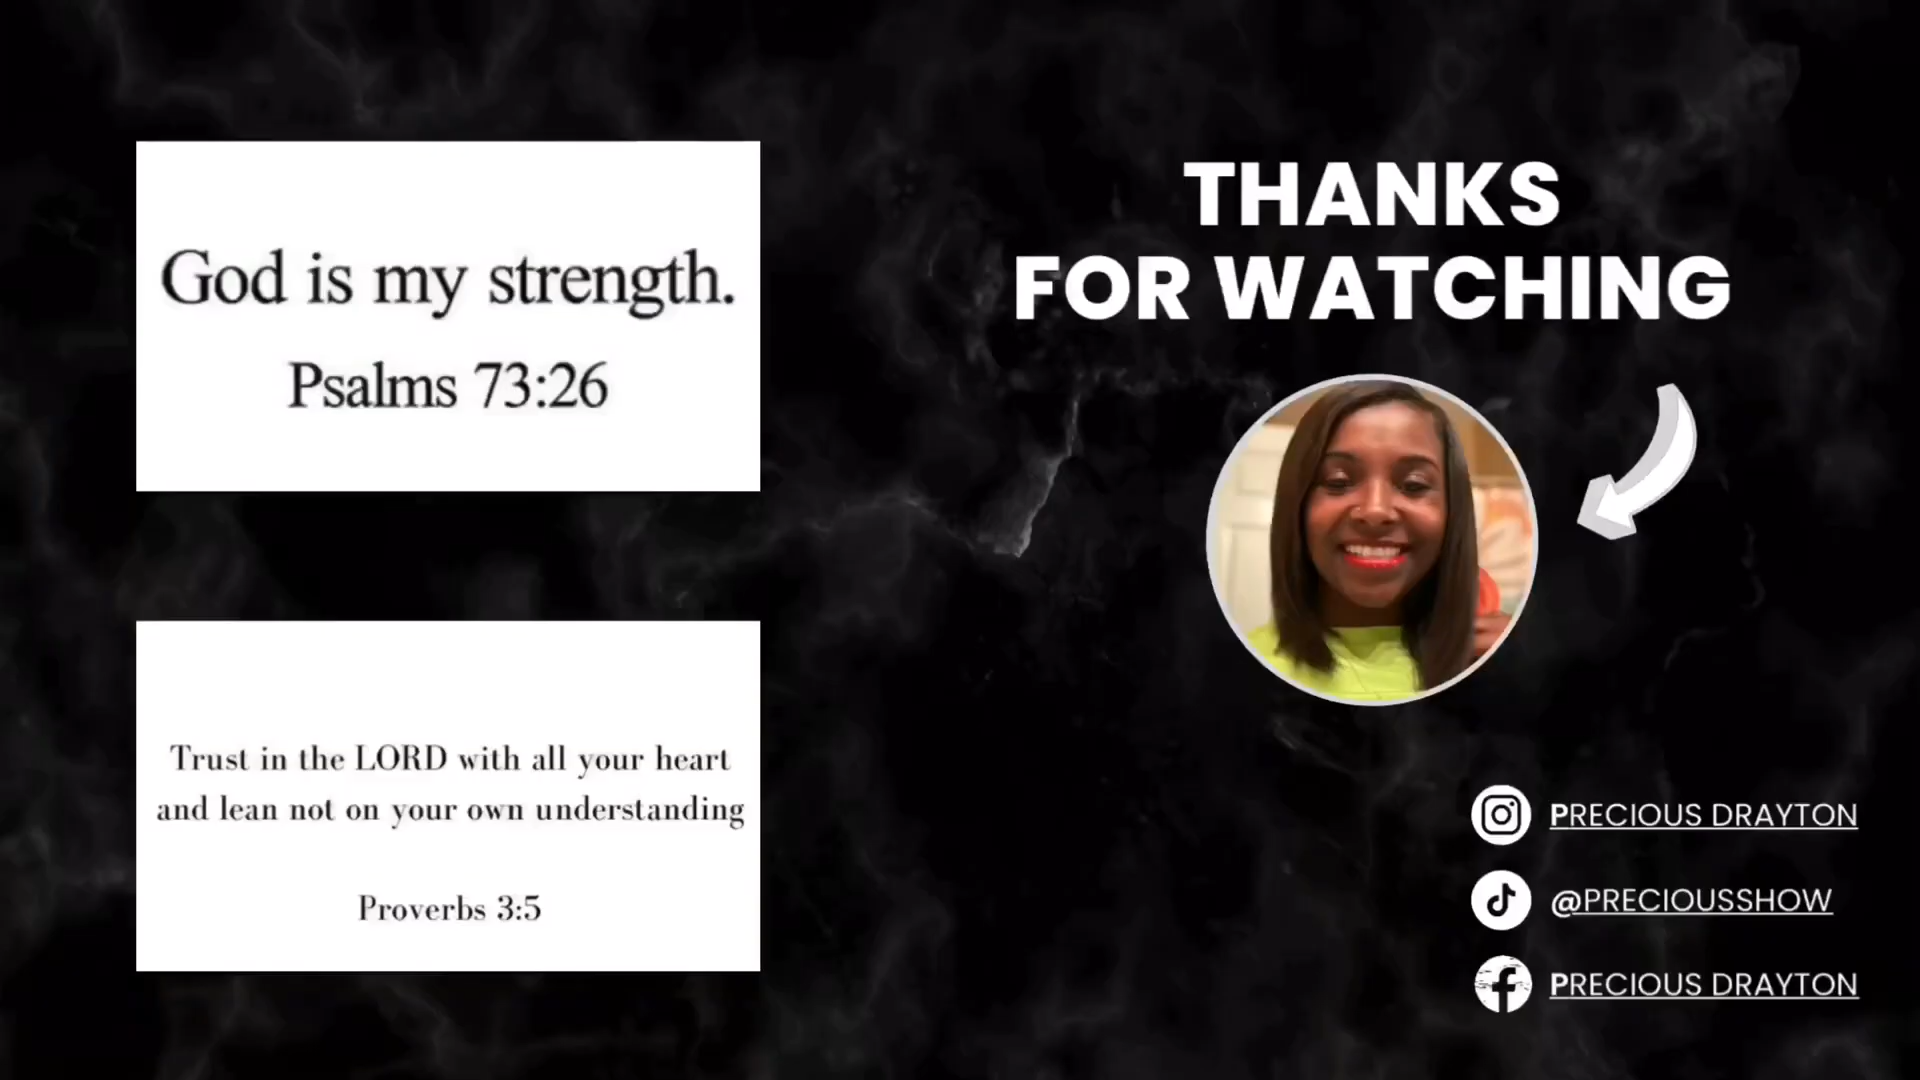 God is my strength.
Psalms 73:26
Trust in the LORD with all your heart
and lean not on your own understanding
Proverbs 3:5
THANKS
FOR WATCHING
PRECIOUS DRAYTON
@PRECIOUSSHOW
PRECIOUS DRAYTON